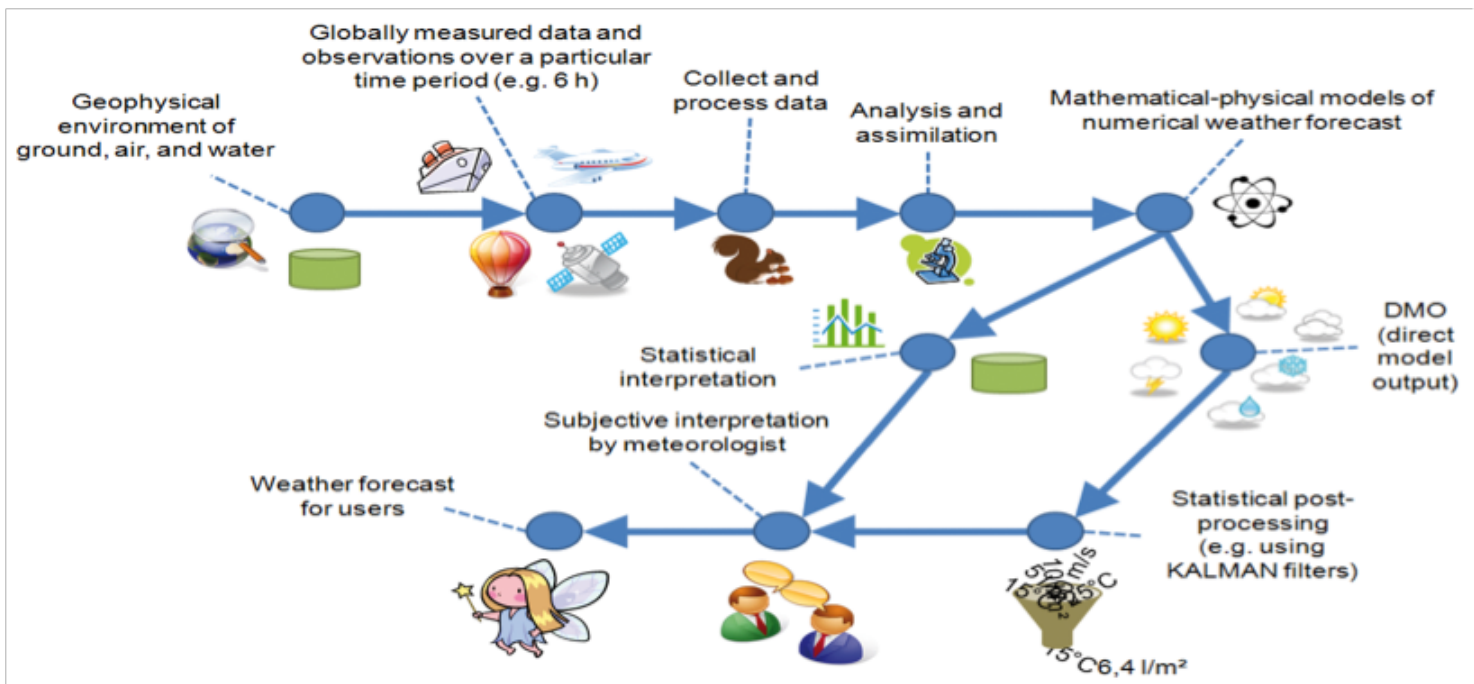 Geophysical
environment of
ground, air, and water
Globally measured data and
observations over a particular
time period (e.g. 6 h)
Collect and
process data
Analysis and
assimilation
Mathematical-physical models of
numerical weather forecast
Statistical
interpretation
DMO
(direct
model
output)
Subjective interpretation
by meteorologist
Weather forecast
for users
Statistical post-
processing
(e.g. using
KALMAN filters)
m/s
15°C
6,4 l/m²